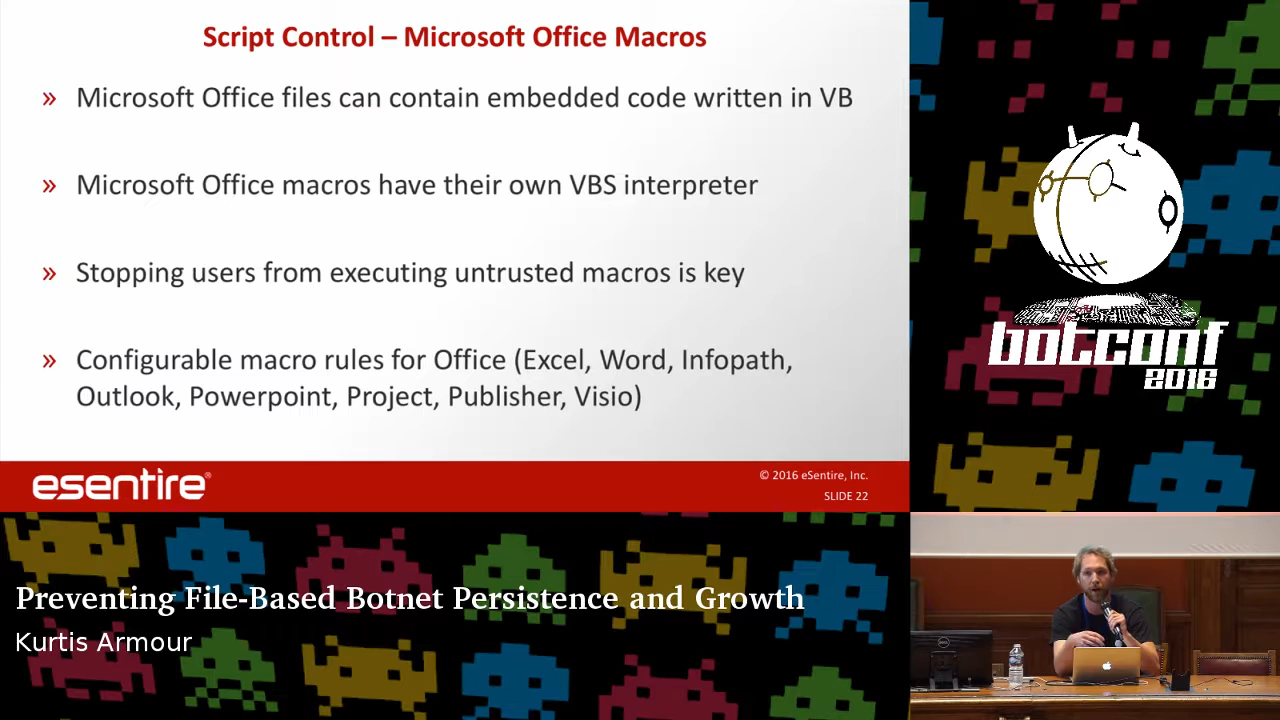 Script Control – Microsoft Office Macros
» Microsoft Office files can contain embedded code written in VB
» Microsoft Office macros have their own VBS interpreter
» Stopping users from executing untrusted macros is key
» Configurable macro rules for Office (Excel, Word, Infopath,
Outlook, Powerpoint, Project, Publisher, Visio)
esentire®
© 2016 eSentire, Inc.
SLIDE 22
botconf
2016
Preventing File-Based Botnet Persistence and Growth
Kurtis Armour
DELL